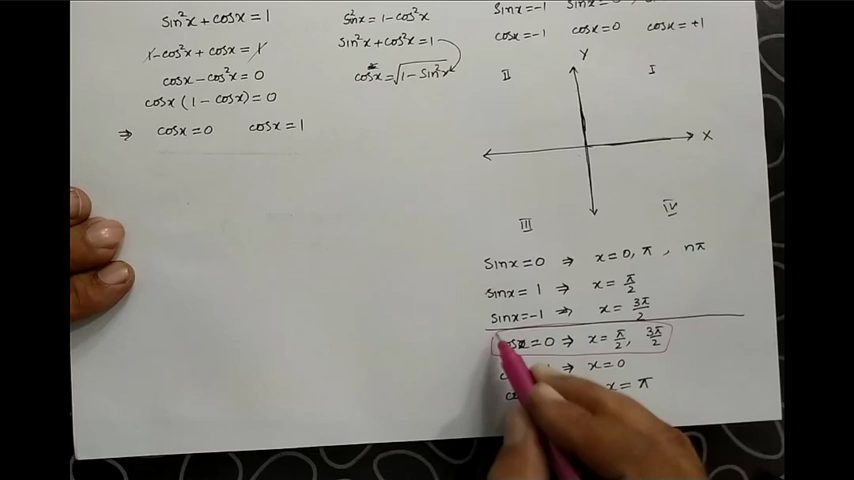 sin²x + cosx = 1
1-cos²x + cosx = 1
cosx - cos²x = 0
cosx (1 - cosx) = 0
⇒ cosx = 0 cosx = 1
sin²x = 1 - cos²x
sin²x + cos²x = 1
cosx = √1 - sin²x
sinx = -1
cosx = -1 cosx = 0 cosx = +1
Y
II I
X
III IV
sinx = 0 ⇒ x = 0, π, nπ
sinx = 1 ⇒ x = π/2
sinx = -1 ⇒ x = 3π/2
cosx = 0 ⇒ x = π/2, 3π/2
⇒ x = 0
x = π